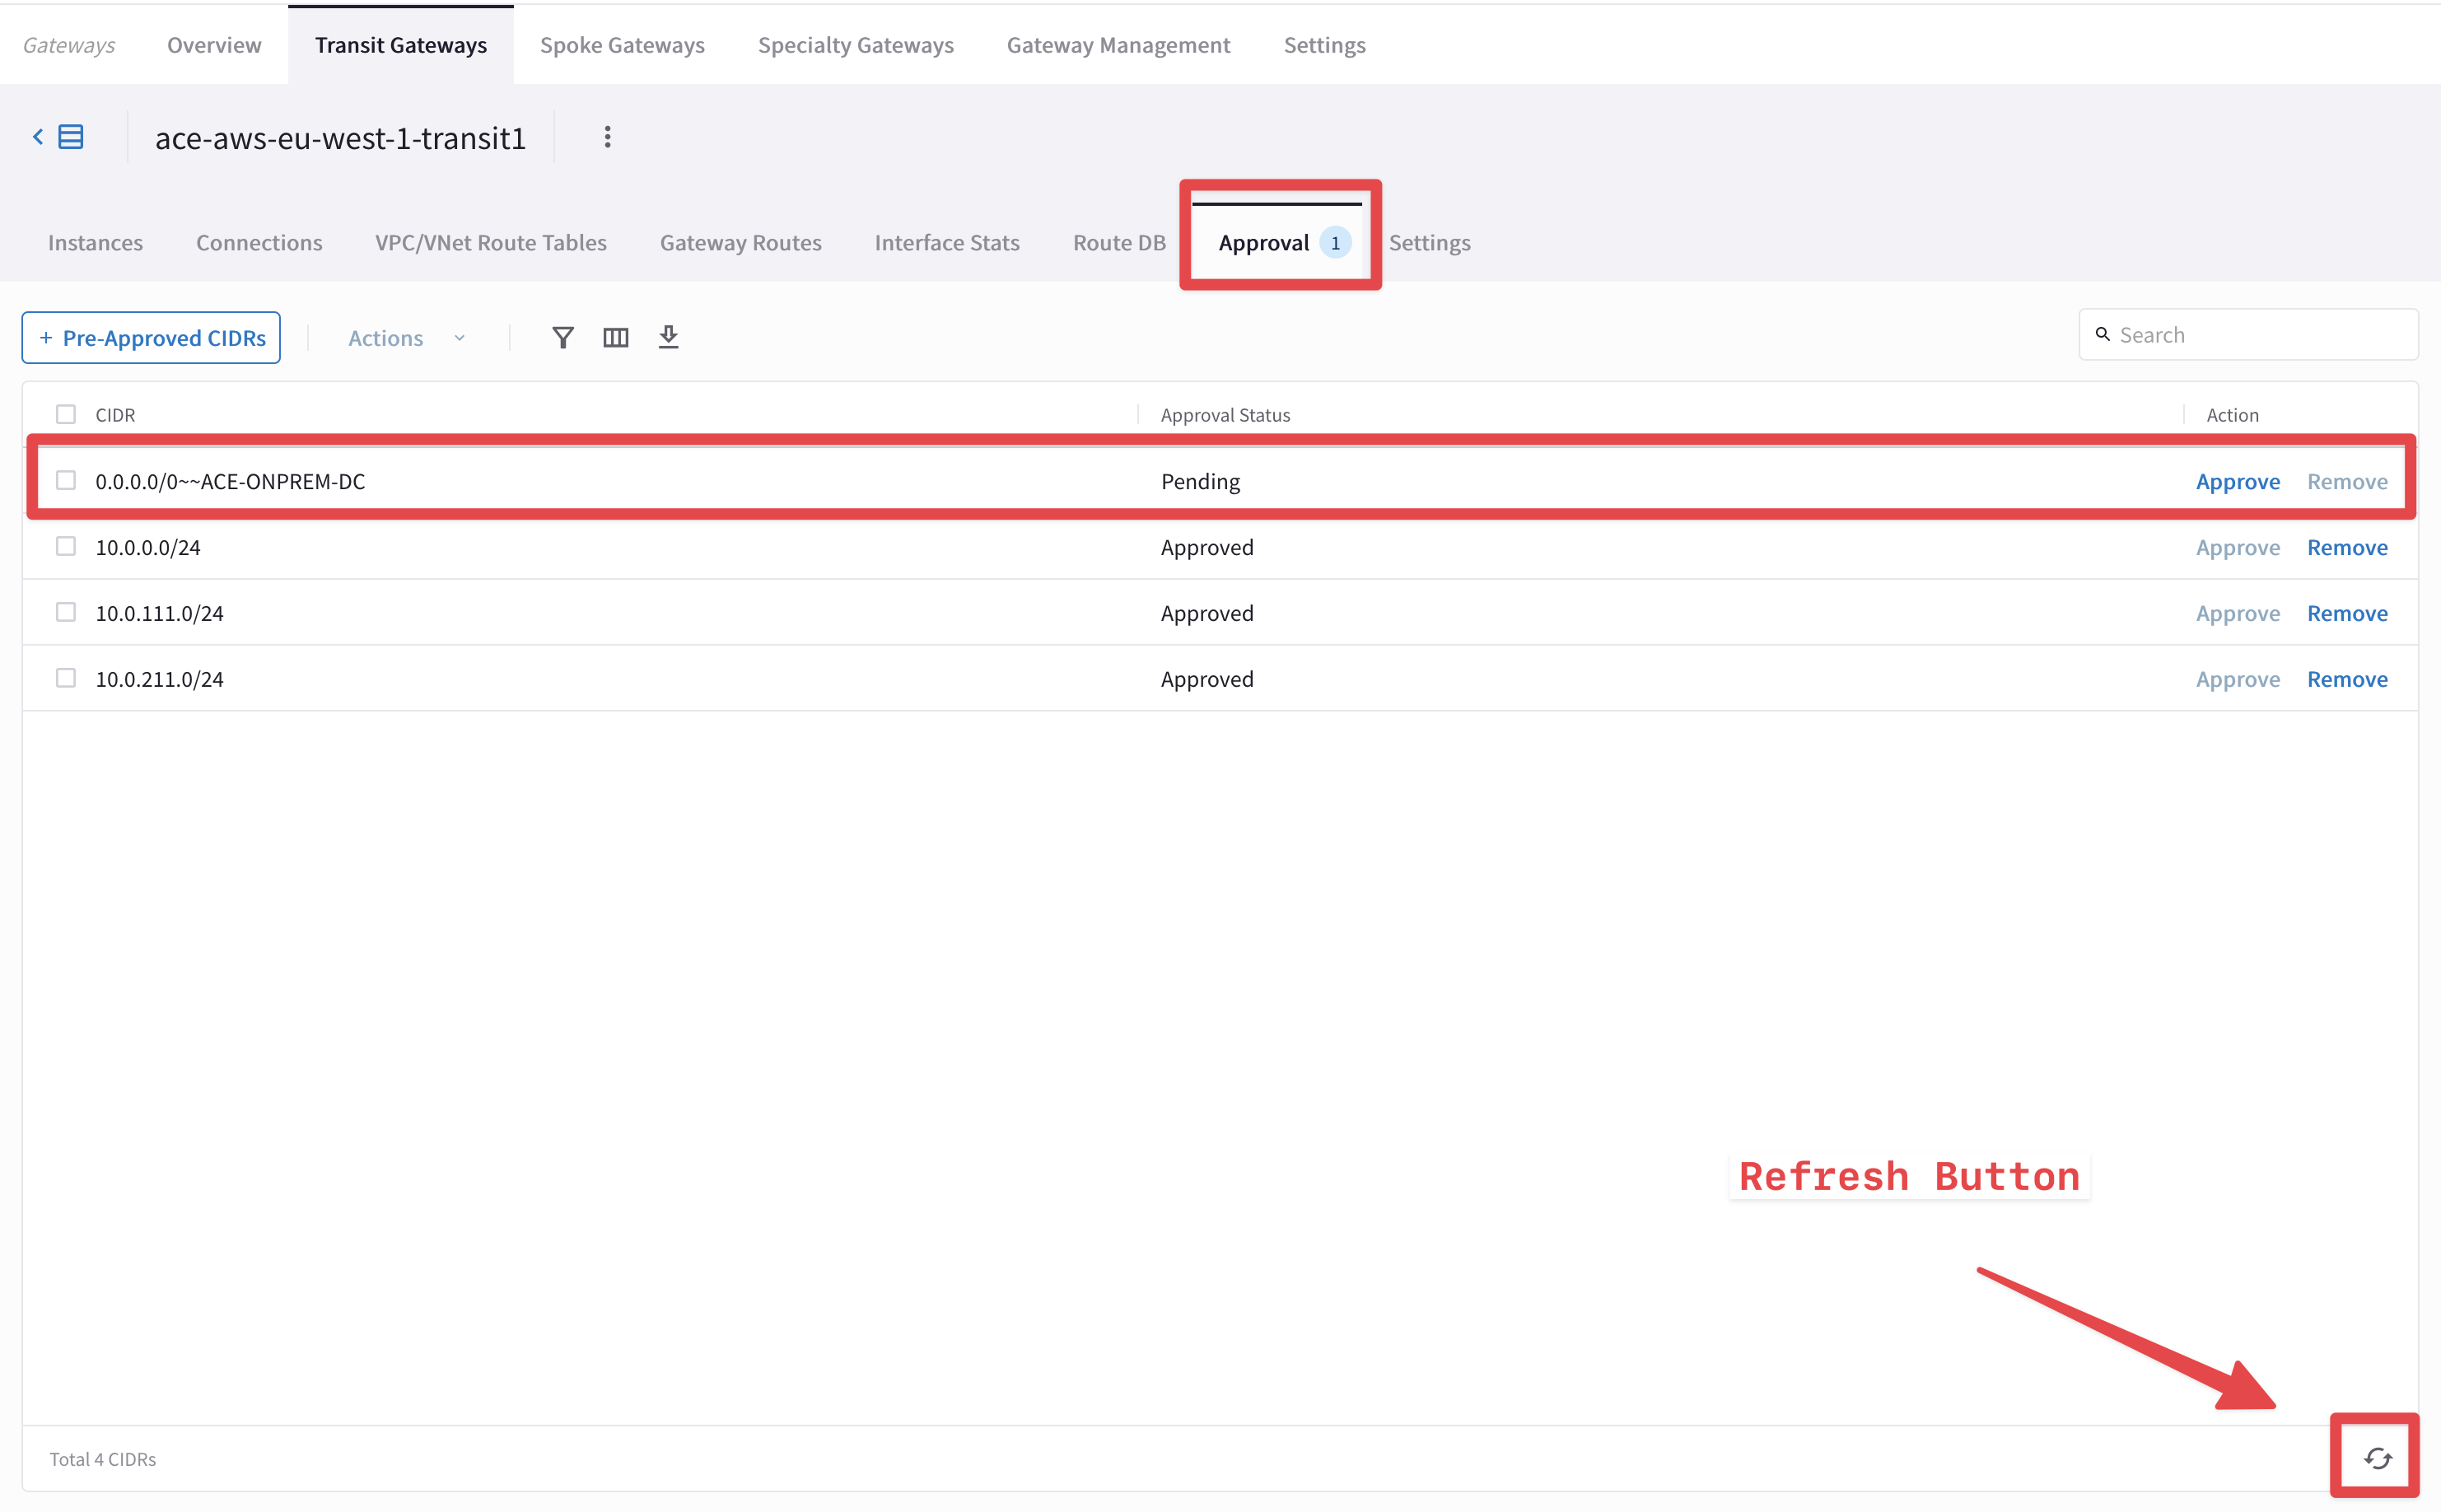 Gateways Overview Transit Gateways Spoke Gateways Specialty Gateways Gateway Management Settings
ace-aws-eu-west-1-transit1
Instances Connections VPC/VNet Route Tables Gateway Routes Interface Stats Route DB Approval 1 Settings
+ Pre-Approved CIDRs Actions Search
CIDR Approval Status Action
0.0.0.0/0~~ACE-ONPREM-DC Pending Approve Remove
10.0.0.0/24 Approved Approve Remove
10.0.111.0/24 Approved Approve Remove
10.0.211.0/24 Approved Approve Remove
Refresh Button
Total 4 CIDRs